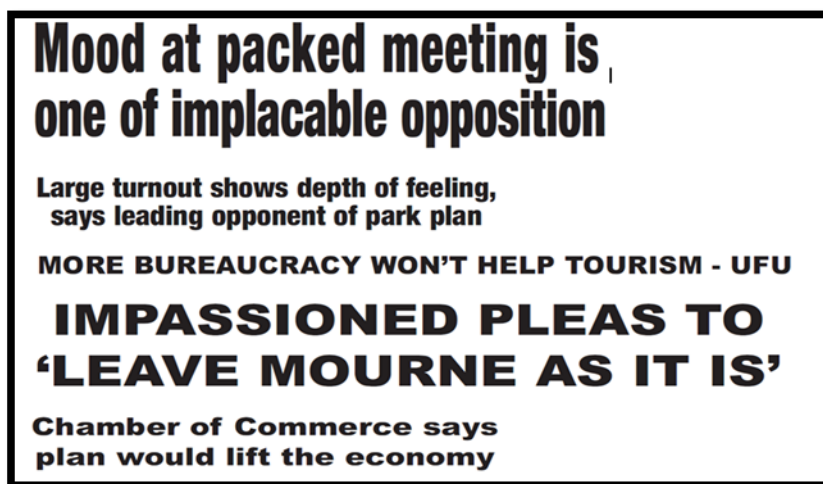 Mood at packed meeting is
one of implacable opposition
Large turnout shows depth of feeling,
says leading opponent of park plan
MORE BUREAUCRACY WON'T HELP TOURISM - UFU
IMPASSIONED PLEAS TO
‘LEAVE MOURNE AS IT IS’
Chamber of Commerce says
plan would lift the economy